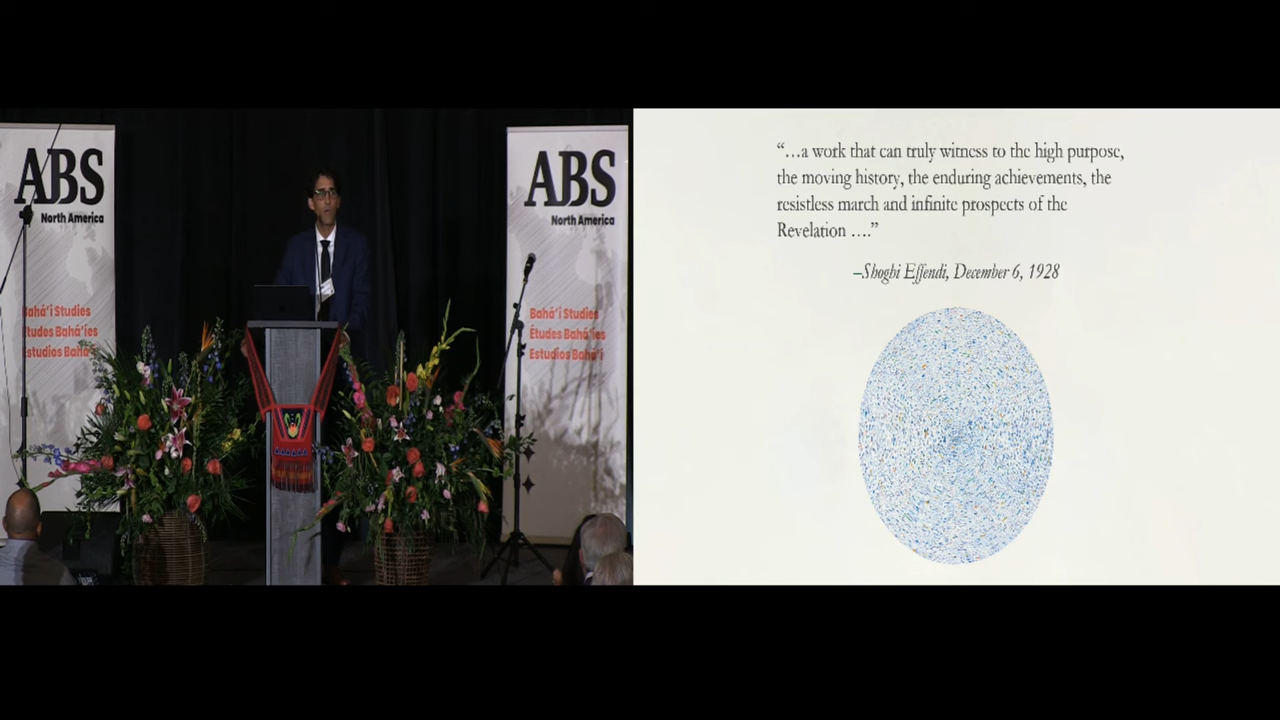 ABS
North America
Bahá'í Studies
Études Bahá'íes
Estudios Bahá'í
ABS
North America
Bahá'í Studies
Études Bahá'íes
Estudios Bahá'í
“…a work that can truly witness to the high purpose,
the moving history, the enduring achievements, the
resistless march and infinite prospects of the
Revelation ….”
–Shoghi Effendi, December 6, 1928